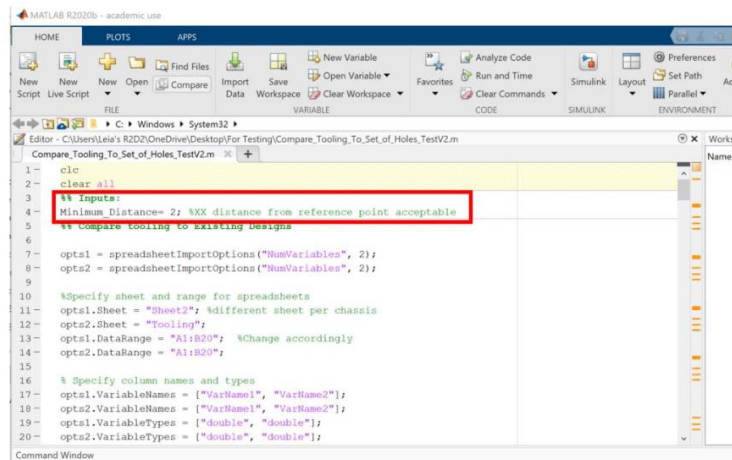 MATLAB R2020b - academic use
HOME PLOTS APPS
New Script
New Live Script
New
Open
Find Files
Compare
Import Data
Save Workspace
New Variable
Open Variable
Clear Workspace
Favorites
Analyze Code
Run and Time
Clear Commands
Simulink
Layout
Preferences
Set Path
Parallel
FILE VARIABLE CODE SIMULINK ENVIRONMENT
C: Windows System32
Editor - C:\Users\Leia's R2D2\OneDrive\Desktop\For Testing\Compare_Tooling_To_Set_of_Holes_TestV2.m
Compare_Tooling_To_Set_of_Holes_TestV2.m
Name
1 clc
2 clear all
3 %% Inputs:
4 Minimum_Distance= 2; %XX distance from reference point acceptable
5 %% Compare tooling to Existing Designs
6
7 opts1 = spreadsheetImportOptions("NumVariables", 2);
8 opts2 = spreadsheetImportOptions("NumVariables", 2);
9
10 %Specify sheet and range for spreadsheets
11 opts1.Sheet = "Sheet2"; %different sheet per chassis
12 opts2.Sheet = "Tooling";
13 opts1.DataRange = "A1:B20"; %Change accordingly
14 opts2.DataRange = "A1:B20";
15
16 % Specify column names and types
17 opts1.VariableNames = ["VarName1", "VarName2"];
18 opts2.VariableNames = ["VarName1", "VarName2"];
19 opts1.VariableTypes = ["double", "double"];
20 opts2.VariableTypes = ["double", "double"];
Command Window